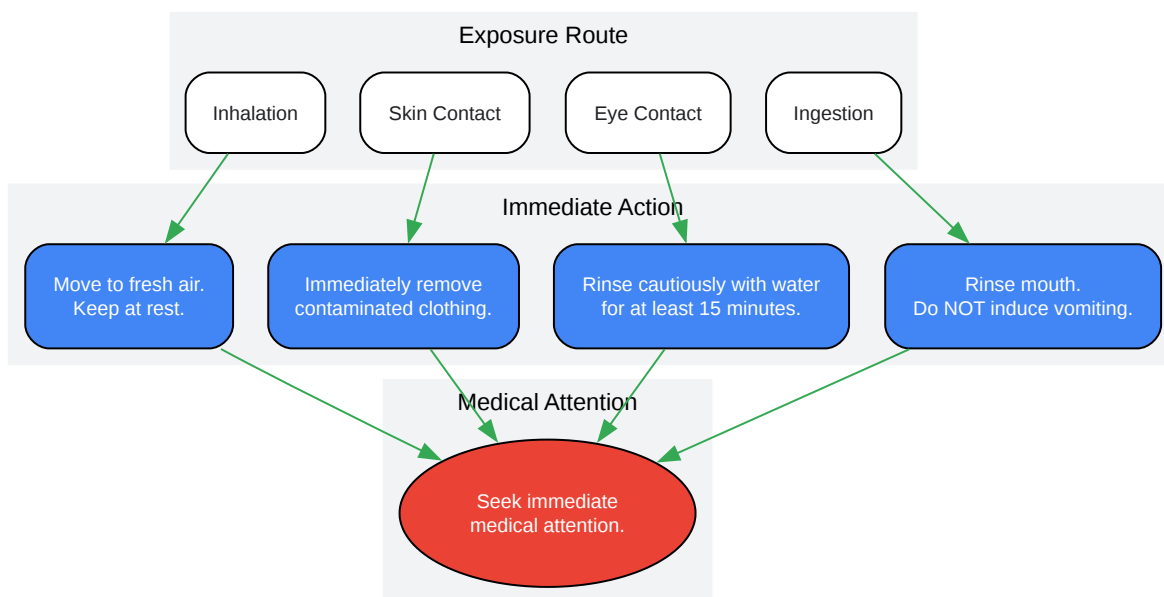 Exposure Route
Inhalation
Skin Contact
Eye Contact
Ingestion
Immediate Action
Move to fresh air.
Keep at rest.
Immediately remove
contaminated clothing.
Rinse cautiously with water
for at least 15 minutes.
Rinse mouth.
Do NOT induce vomiting.
Medical Attention
Seek immediate
medical attention.